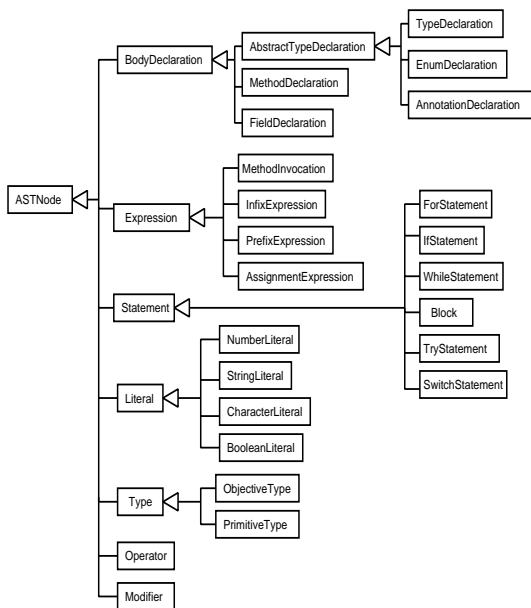 ASTNode
BodyDeclaration
AbstractTypeDeclaration
TypeDeclaration
EnumDeclaration
AnnotationDeclaration
MethodDeclaration
FieldDeclaration
Expression
MethodInvocation
InfixExpression
PrefixExpression
AssignmentExpression
Statement
ForStatement
IfStatement
WhileStatement
Block
TryStatement
SwitchStatement
Literal
NumberLiteral
StringLiteral
CharacterLiteral
BooleanLiteral
Type
ObjectiveType
PrimitiveType
Operator
Modifier